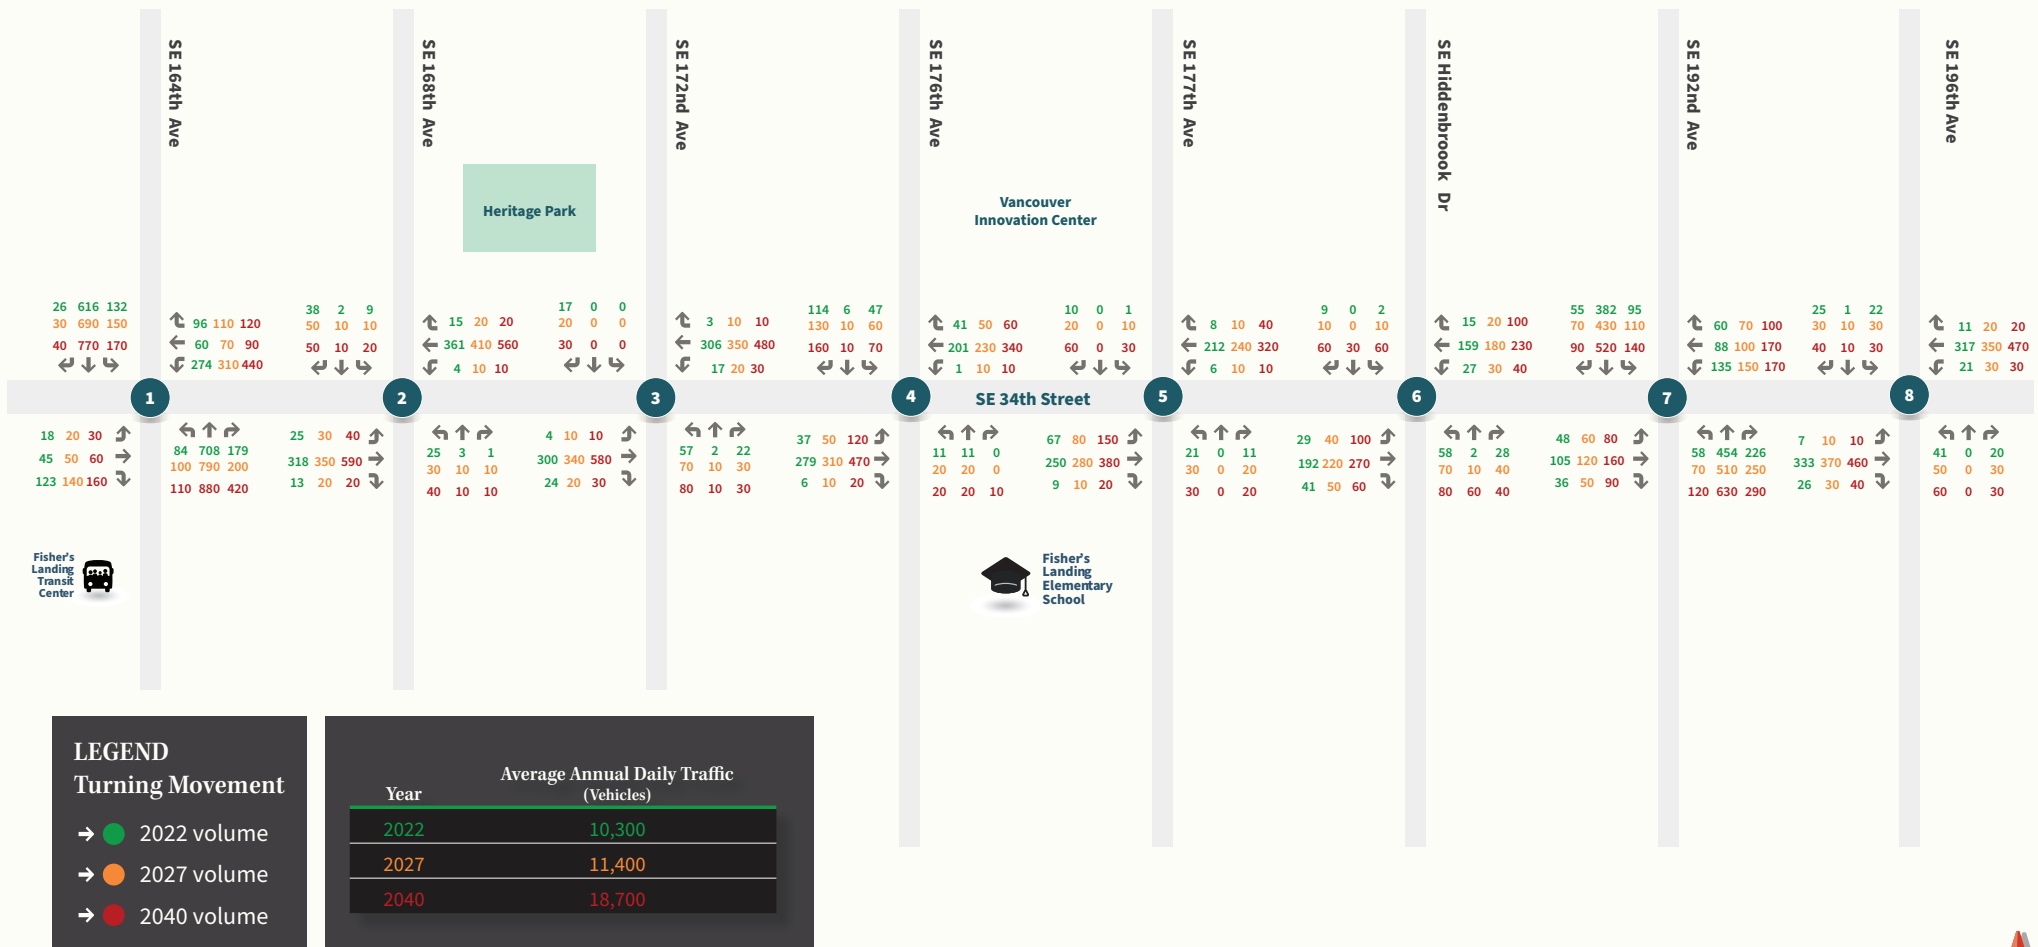 SE 164th Ave
SE 168th Ave
SE 172nd Ave
SE 176th Ave
SE 177th Ave
SE Hiddenbroook Dr
SE 192nd Ave
SE 196th Ave
Heritage Park
Vancouver
Innovation Center
26 616 132
30 690 150
40 770 170
96 110 120
60 70 90
274 310 440
38 2 9
50 10 10
50 10 20
15 20 20
361 410 560
4 10 10
17 0 0
20 0 0
30 0 0
3 10 10
306 350 480
17 20 30
114 6 47
130 10 60
160 10 70
41 50 60
201 230 340
1 10 10
10 0 1
20 0 10
60 0 30
8 10 40
212 240 320
6 10 10
9 0 2
10 0 10
60 30 60
15 20 100
159 180 230
27 30 40
55 382 95
70 430 110
90 520 140
60 70 100
88 100 170
135 150 170
25 1 22
30 10 30
40 10 30
11 20 20
317 350 470
21 30 30
1
2
3
4
SE 34th Street
5
6
7
8
18 20 30
45 50 60
123 140 160
84 708 179
100 790 200
110 880 420
25 30 40
318 350 590
13 20 20
25 3 1
30 10 10
40 10 10
4 10 10
300 340 580
24 20 30
57 2 22
70 10 30
80 10 30
37 50 120
279 310 470
6 10 20
11 11 0
20 20 0
20 20 10
67 80 150
250 280 380
9 10 20
21 0 11
30 0 20
30 0 20
29 40 100
192 220 270
41 50 60
58 2 28
70 10 40
80 60 40
48 60 80
105 120 160
36 50 90
58 454 226
70 510 250
120 630 290
7 10 10
333 370 460
26 30 40
41 0 20
50 0 30
60 0 30
Fisher's
Landing
Transit
Center
Fisher's
Landing
Elementary
School
LEGEND
Turning Movement
2022 volume
2027 volume
2040 volume
Average Annual Daily Traffic
Year (Vehicles)
2022 10,300
2027 11,400
2040 18,700